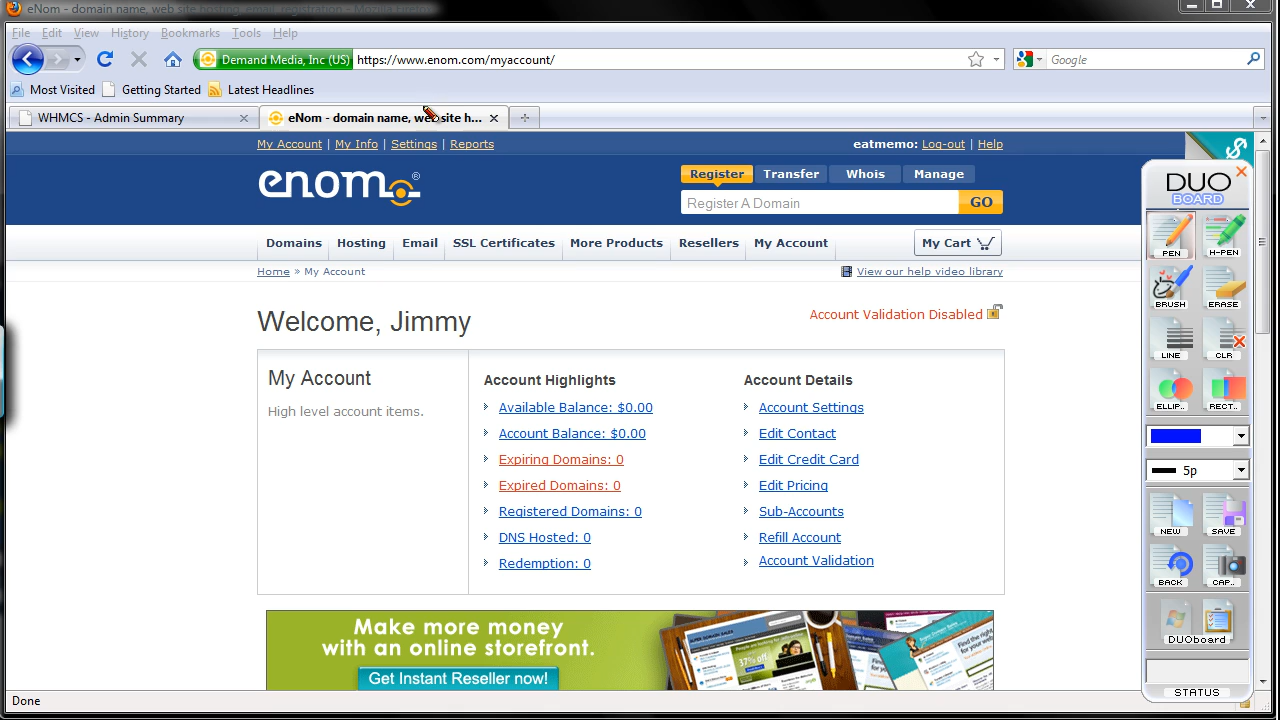 eNom - domain name, web site hosting, email, registration - Mozilla Firefox
File Edit View History Bookmarks Tools Help
Demand Media, Inc (US) https://www.enom.com/myaccount/ Google
Most Visited Getting Started Latest Headlines
WHMCS - Admin Summary eNom - domain name, web site h...
My Account | My Info | Settings | Reports eatmemo: Log-out | Help
$
enom®
Register Transfer Whois Manage
Register A Domain GO
Domains Hosting Email SSL Certificates More Products Resellers My Account My Cart
Home » My Account View our help video library
Welcome, Jimmy Account Validation Disabled
My Account
High level account items.
Account Highlights
Available Balance: $0.00
Account Balance: $0.00
Expiring Domains: 0
Expired Domains: 0
Registered Domains: 0
DNS Hosted: 0
Redemption: 0
Account Details
Account Settings
Edit Contact
Edit Credit Card
Edit Pricing
Sub-Accounts
Refill Account
Account Validation
Make more money
with an online storefront.
Get Instant Reseller now!
37% off
Find the right
Done
DUO
BOARD
PEN H-PEN
BRUSH ERASE
LINE CLR
ELLIP.. RECT..
5p
NEW SAVE
BACK CAP..
DUOboard
STATUS